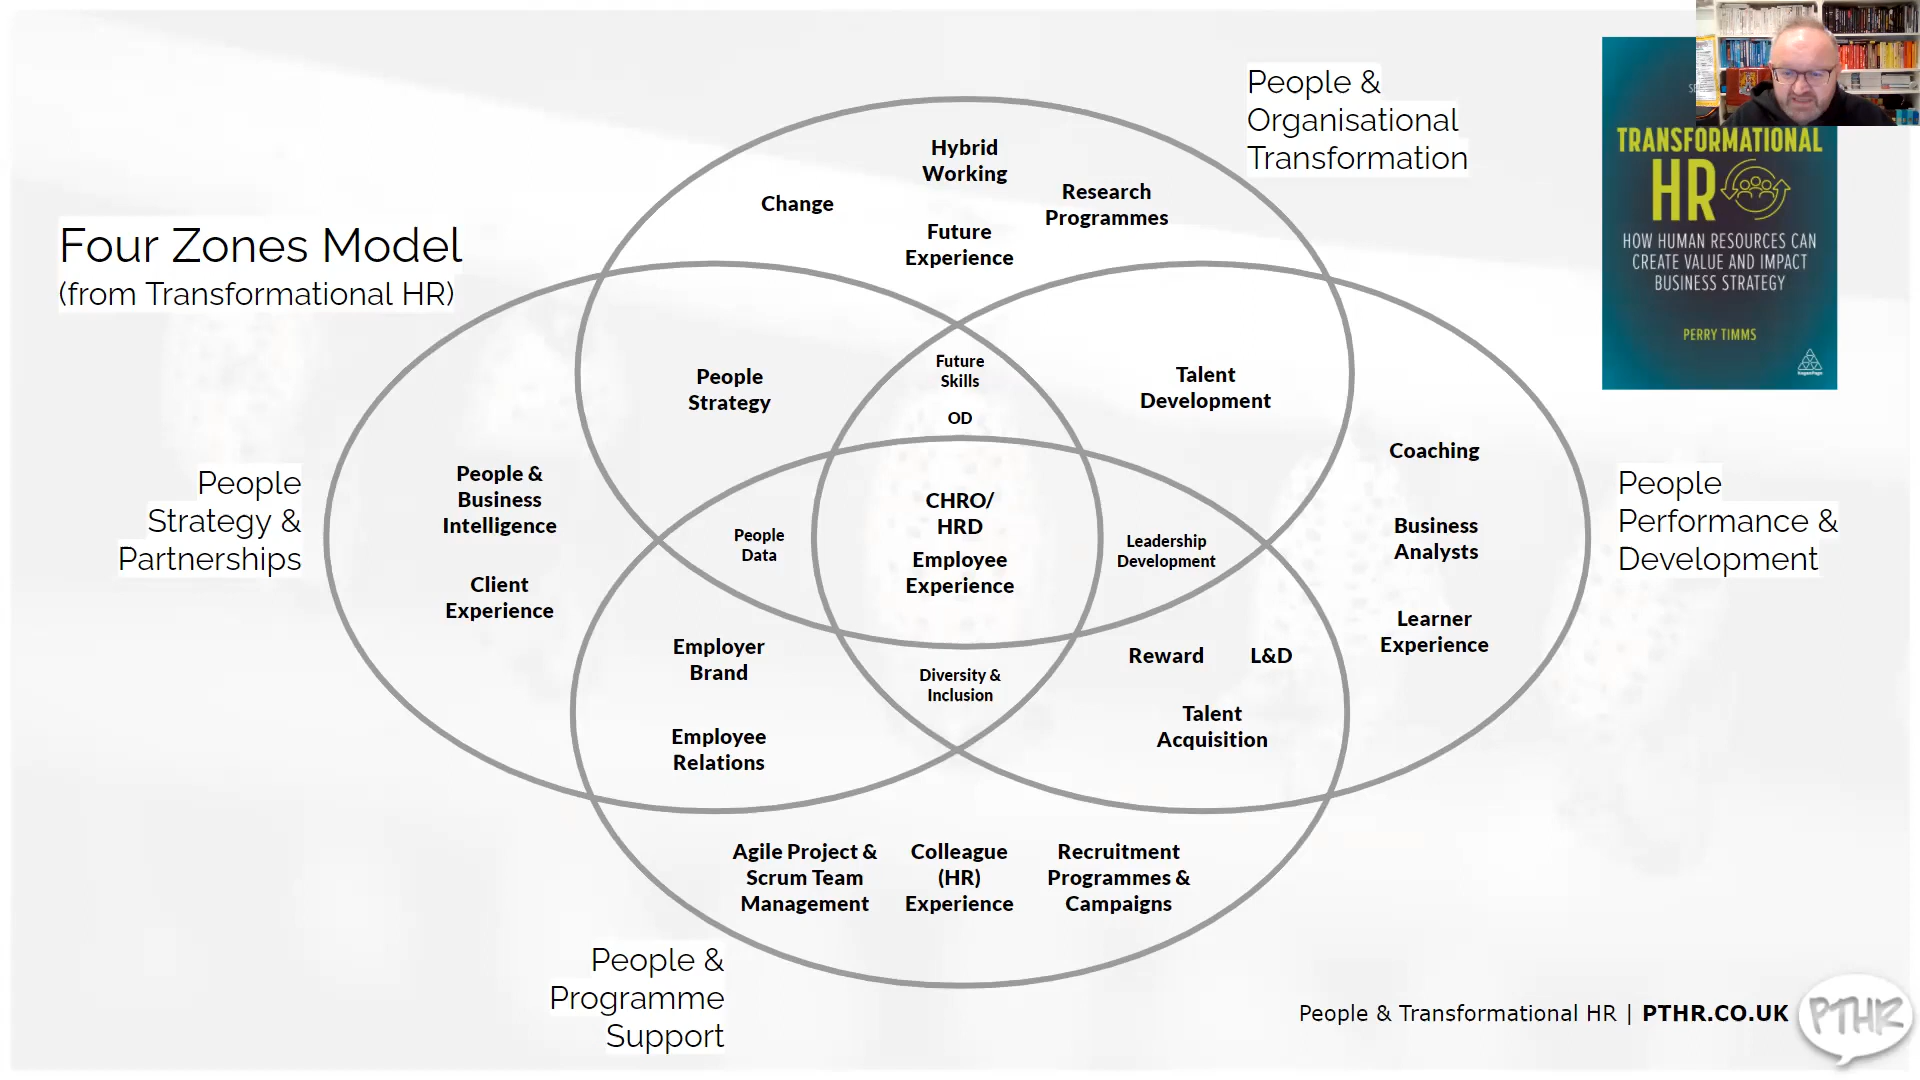 Four Zones Model
(from Transformational HR)
People &
Organisational
Transformation
Hybrid
Working
Change
Research
Programmes
Future
Experience
People
Strategy
Future
Skills
OD
Talent
Development
People
Strategy &
Partnerships
People &
Business
Intelligence
Client
Experience
People
Data
CHRO/
HRD
Employee
Experience
Leadership
Development
Coaching
Business
Analysts
Learner
Experience
People
Performance &
Development
Employer
Brand
Employee
Relations
Diversity &
Inclusion
Reward
L&D
Talent
Acquisition
Agile Project &
Scrum Team
Management
Colleague
(HR)
Experience
Recruitment
Programmes &
Campaigns
People &
Programme
Support
TRANSFORMATIONAL
HR
HOW HUMAN RESOURCES CAN
CREATE VALUE AND IMPACT
BUSINESS STRATEGY
PERRY TIMMS
People & Transformational HR | PTHR.CO.UK
PTHR